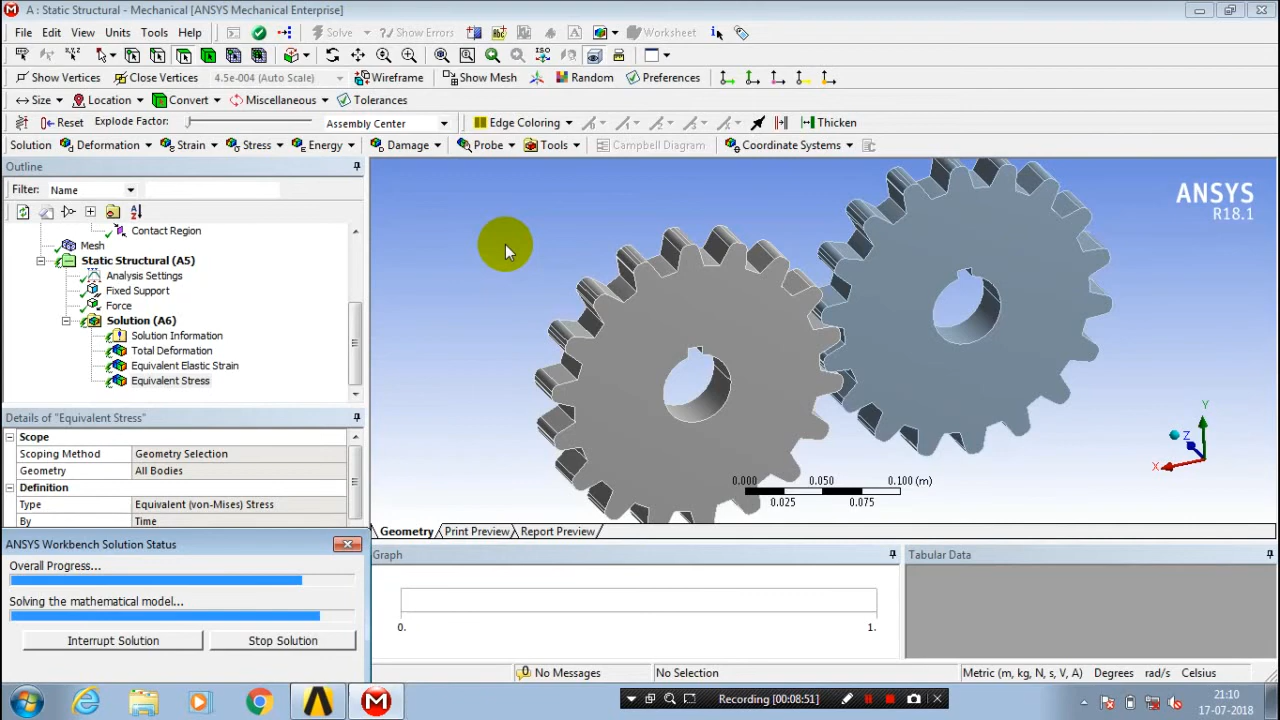 A : Static Structural - Mechanical [ANSYS Mechanical Enterprise]
File Edit View Units Tools Help Solve Show Errors Worksheet
Show Vertices Close Vertices 4.5e-004 (Auto Scale) Wireframe Show Mesh Random Preferences
Size Location Convert Miscellaneous Tolerances
Reset Explode Factor: Assembly Center Edge Coloring Thicken
Solution Deformation Strain Stress Energy Damage Probe Tools Campbell Diagram Coordinate Systems
Outline
Filter: Name
Contact Region
Mesh
Static Structural (A5)
Analysis Settings
Fixed Support
Force
Solution (A6)
Solution Information
Total Deformation
Equivalent Elastic Strain
Equivalent Stress
Details of "Equivalent Stress"
Scope
Scoping Method Geometry Selection
Geometry All Bodies
Definition
Type Equivalent (von-Mises) Stress
By Time
ANSYS Workbench Solution Status
Overall Progress...
Solving the mathematical model...
Interrupt Solution Stop Solution
ANSYS
R18.1
Y
Z
X
0.000 0.050 0.100 (m)
0.025 0.075
Geometry Print Preview Report Preview
Graph
0. 1.
Tabular Data
0 No Messages No Selection Metric (m, kg, N, s, V, A) Degrees rad/s Celsius
Recording [00:08:51]
21:10
17-07-2018